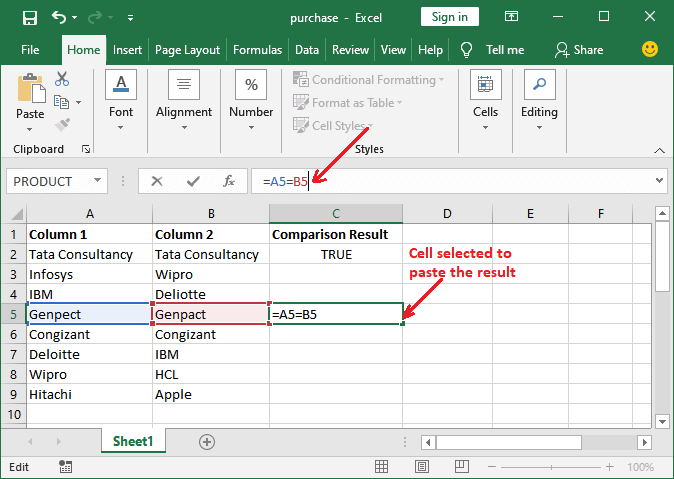 purchase - Excel
Sign in
File Home Insert Page Layout Formulas Data Review View Help Tell me Share
Paste
Clipboard
Font
Alignment
%
Number
Conditional Formatting
Format as Table
Cell Styles
Styles
Cells
Editing
PRODUCT fx =A5=B5
A B C D E F
1 Column 1 Column 2 Comparison Result
2 Tata Consultancy Tata Consultancy TRUE
3 Infosys Wipro
4 IBM Deliotte
5 Genpect Genpact =A5=B5
6 Congizant Congizant
7 Deloitte IBM
8 Wipro HCL
9 Hitachi Apple
10
Cell selected to
paste the result
Sheet1
Edit 100%